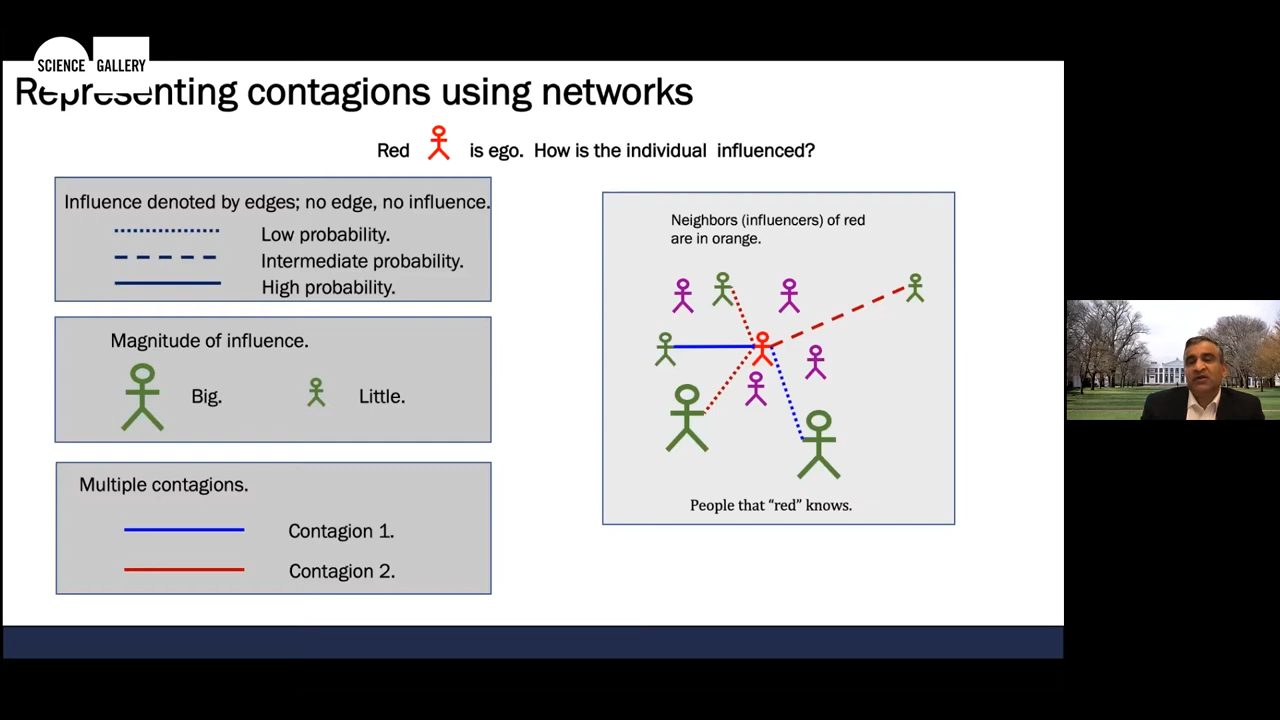 SCIENCE GALLERY
Representing contagions using networks
Red is ego. How is the individual influenced?
Influence denoted by edges; no edge, no influence.
Low probability.
Intermediate probability.
High probability.
Magnitude of influence.
Big. Little.
Multiple contagions.
Contagion 1.
Contagion 2.
Neighbors (influencers) of red
are in orange.
People that “red” knows.